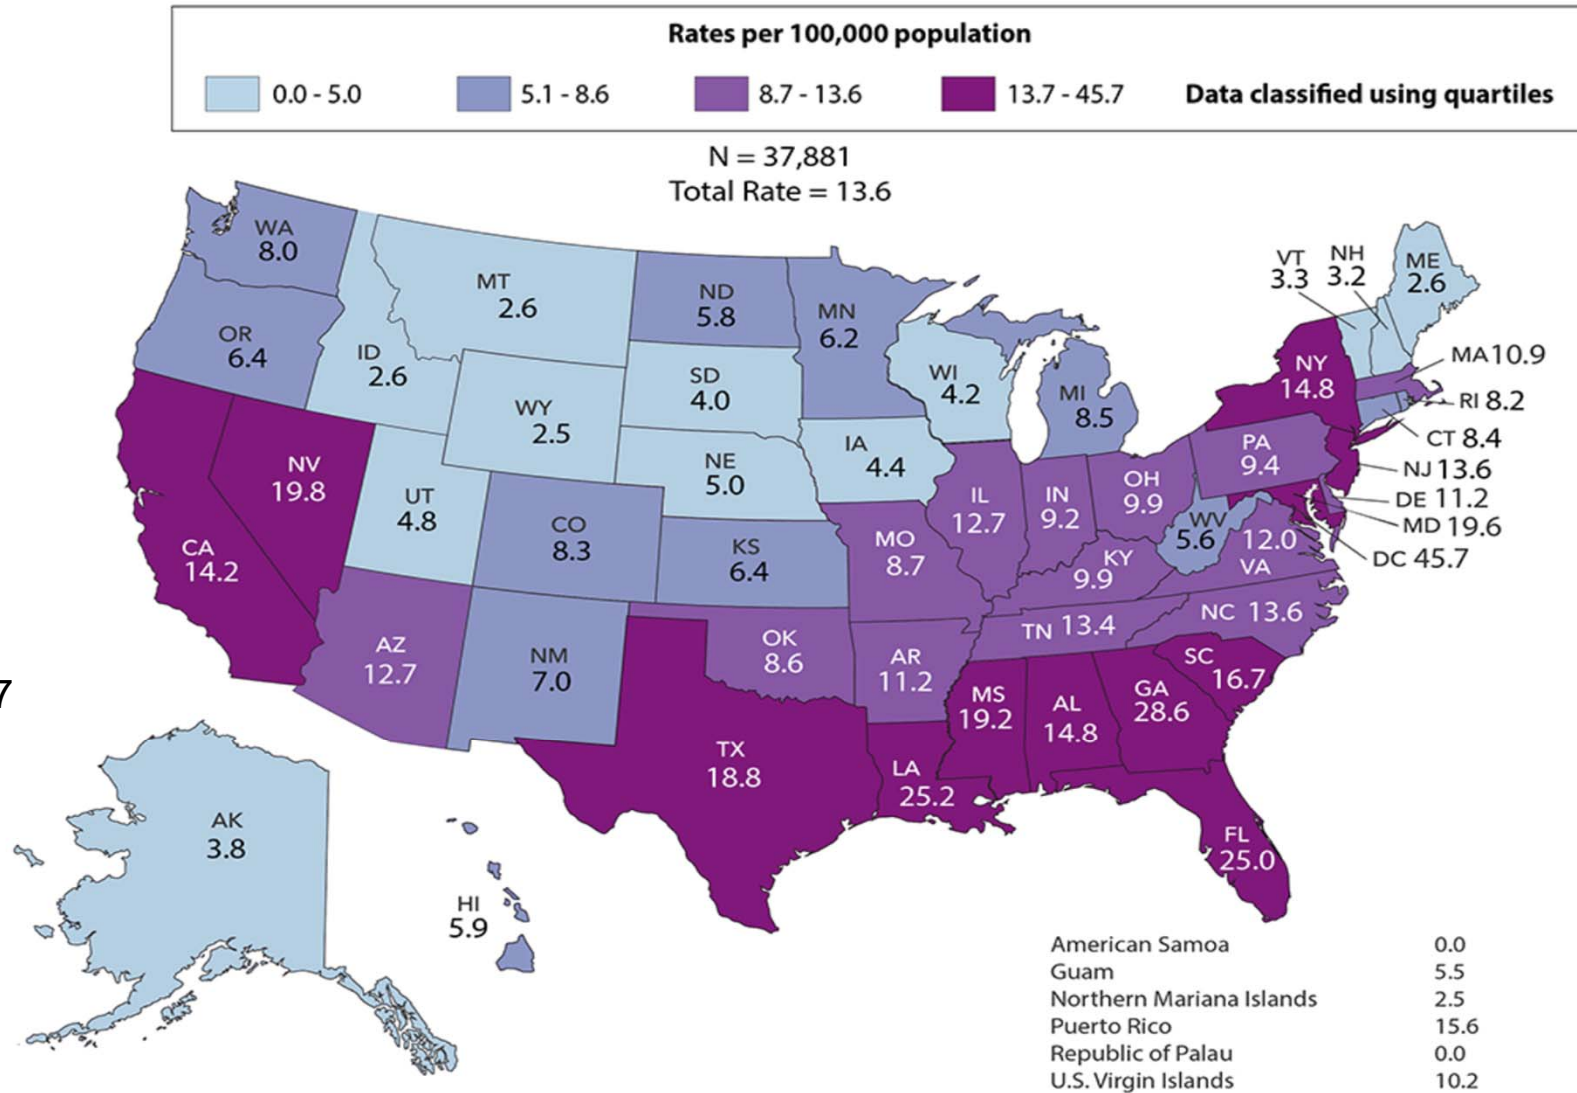 Rates per 100,000 population
0.0 - 5.0 5.1 - 8.6 8.7 - 13.6 13.7 - 45.7 Data classified using quartiles
N = 37,881
Total Rate = 13.6
WA
8.0
OR
6.4
MT
2.6
ID
2.6
WY
2.5
ND
5.8
SD
4.0
NE
5.0
MN
6.2
WI
4.2
IA
4.4
MI
8.5
VT
3.3
NH
3.2
ME
2.6
NY
14.8
MA 10.9
RI 8.2
CT 8.4
NJ 13.6
DE 11.2
MD 19.6
DC 45.7
PA
9.4
NV
19.8
UT
4.8
CO
8.3
KS
6.4
MO
8.7
IL
12.7
IN
9.2
OH
9.9
WV
5.6
12.0
VA
KY
9.9
CA
14.2
AZ
12.7
NM
7.0
OK
8.6
AR
11.2
TN 13.4
NC 13.6
SC
16.7
MS
19.2
AL
14.8
GA
28.6
TX
18.8
LA
25.2
FL
25.0
7
AK
3.8
HI
5.9
American Samoa 0.0
Guam 5.5
Northern Mariana Islands 2.5
Puerto Rico 15.6
Republic of Palau 0.0
U.S. Virgin Islands 10.2